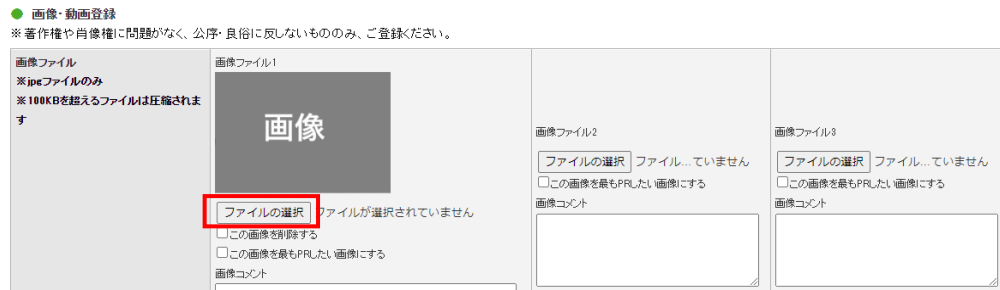 ● 画像・動画登録
※著作権や肖像権に問題がなく、公序・良俗に反しないもののみ、ご登録ください。
画像ファイル
※jpgファイルのみ
※100KBを超えるファイルは圧縮されます
画像ファイル1
画像
ファイルの選択 ファイルが選択されていません
この画像を削除する
この画像を最もPRしたい画像にする
画像コメント
画像ファイル2
ファイルの選択 ファイル...ていません
この画像を最もPRしたい画像にする
画像コメント
画像ファイル3
ファイルの選択 ファイル...ていません
この画像を最もPRしたい画像にする
画像コメント